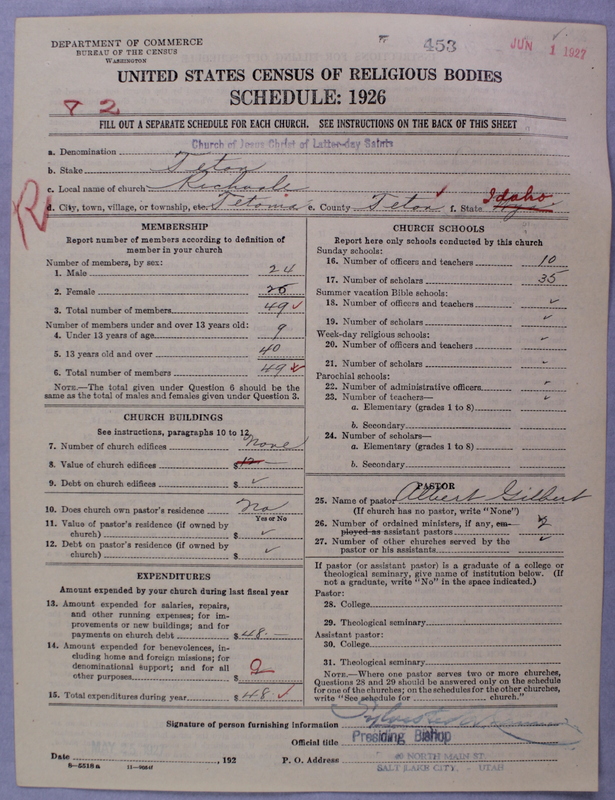 DEPARTMENT OF COMMERCE
BUREAU OF THE CENSUS
WASHINGTON
453
JUN 1 1927
UNITED STATES CENSUS OF RELIGIOUS BODIES
SCHEDULE: 1926
8 2
FILL OUT A SEPARATE SCHEDULE FOR EACH CHURCH. SEE INSTRUCTIONS ON THE BACK OF THIS SHEET
a. Denomination Church of Jesus Christ of Latter-day Saints
b. Stake Teton
c. Local name of church Richvale
d. City, town, village, or township, etc. Tetonia e. County Teton f. State Wy Idaho
R
MEMBERSHIP
Report number of members according to definition of
member in your church
Number of members, by sex:
1. Male 24
2. Female 25
3. Total number of members 49
Number of members under and over 13 years old:
4. Under 13 years of age 9
5. 13 years old and over 40
6. Total number of members 49
NOTE.—The total given under Question 6 should be the
same as the total of males and females given under Question 3.
CHURCH BUILDINGS
See instructions, paragraphs 10 to 12
7. Number of church edifices None
8. Value of church edifices $
9. Debt on church edifices $ ✓
10. Does church own pastor's residence No
Yes or No
11. Value of pastor's residence (if owned by
church) $ ✓
12. Debt on pastor's residence (if owned by
church) $ ✓
EXPENDITURES
Amount expended by your church during last fiscal year
13. Amount expended for salaries, repairs,
and other running expenses; for im-
provements or new buildings; and for
payments on church debt $ 48.—
14. Amount expended for benevolences, in-
cluding home and foreign missions; for
denominational support; and for all
other purposes $
15. Total expenditures during year $ 48.
CHURCH SCHOOLS
Report here only schools conducted by this church
Sunday schools:
16. Number of officers and teachers 10
17. Number of scholars 35
Summer vacation Bible schools:
18. Number of officers and teachers ✓
19. Number of scholars ✓
Week-day religious schools:
20. Number of officers and teachers ✓
21. Number of scholars ✓
Parochial schools:
22. Number of administrative officers ✓
23. Number of teachers—
a. Elementary (grades 1 to 8) ✓
b. Secondary
24. Number of scholars—
a. Elementary (grades 1 to 8)
b. Secondary
PASTOR
25. Name of pastor Albert Gilbert
(If church has no pastor, write "None")
26. Number of ordained ministers, if any, em-
ployed as assistant pastors
27. Number of other churches served by the
pastor or his assistants ✓
If pastor (or assistant pastor) is a graduate of a college or
theological seminary, give name of institution below. (If
not a graduate, write "No" in the space indicated.)
Pastor:
28. College
29. Theological seminary
Assistant pastor:
30. College
31. Theological seminary
NOTE.—Where one pastor serves two or more churches,
Questions 28 and 29 should be answered only on the schedule
for one of the churches; on the schedules for the other churches,
write "See schedule for church."
Signature of person furnishing information
Official title Presiding Bishop
Date , 192 P. O. Address 40 NORTH MAIN ST.
SALT LAKE CITY, - UTAH
8—5518a